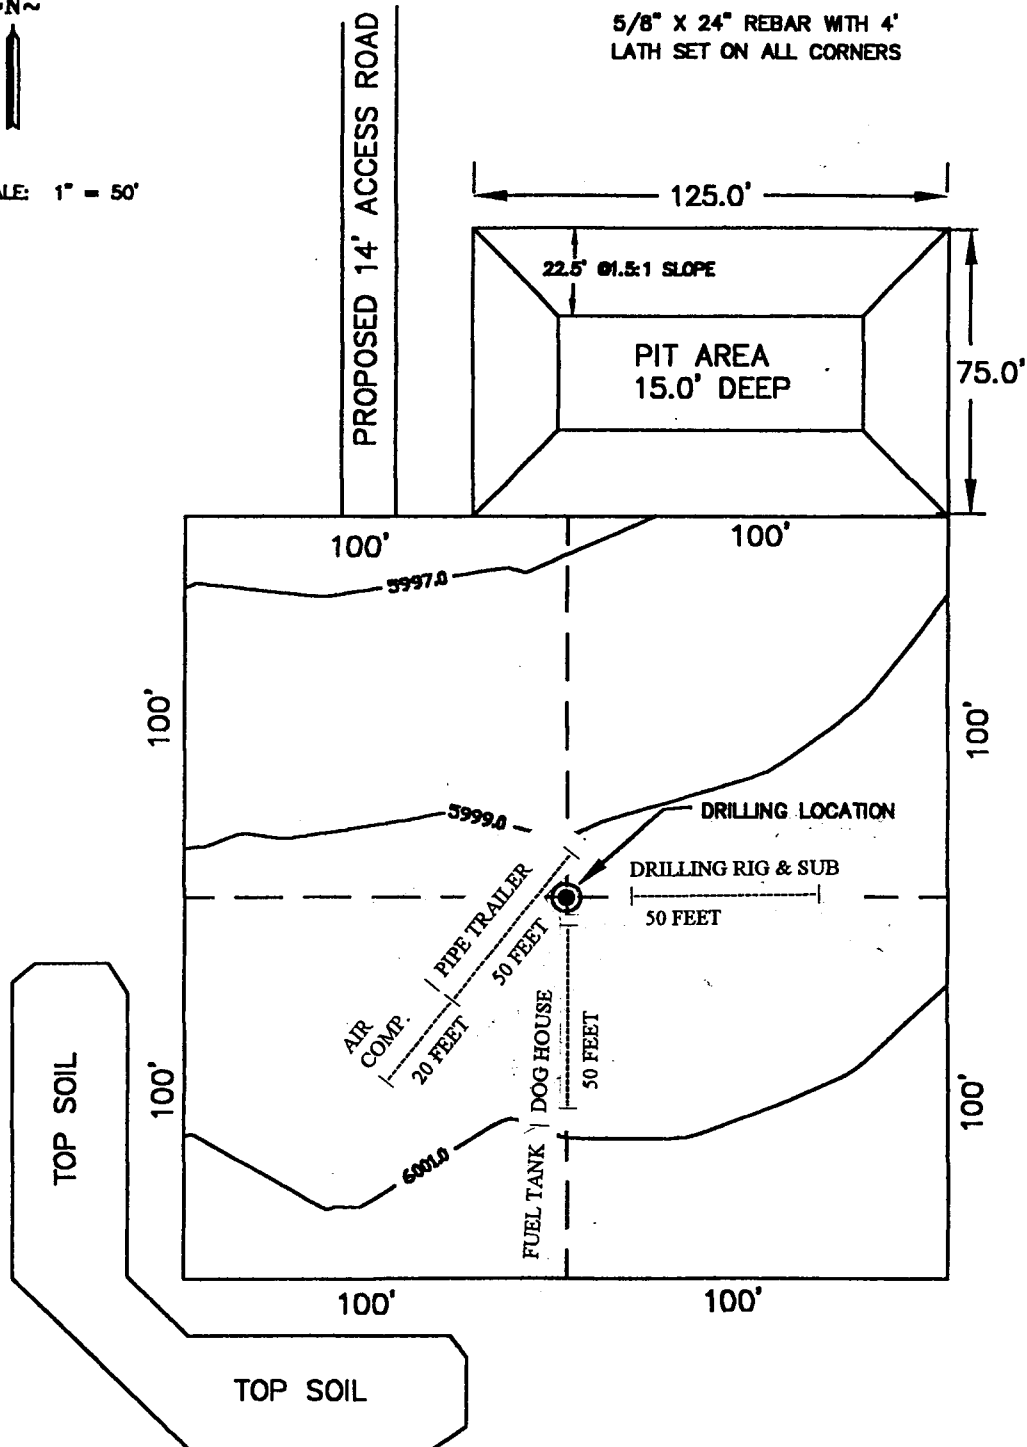 ~N~
5/8" X 24" REBAR WITH 4'
LATH SET ON ALL CORNERS
1" = 50'
PROPOSED 14' ACCESS ROAD
125.0'
22.5' @1.5:1 SLOPE
PIT AREA
15.0' DEEP
75.0'
100'
100'
5997.0
100'
100'
5999.0
DRILLING LOCATION
DRILLING RIG & SUB
50 FEET
PIPE TRAILER
50 FEET
AIR
COMP.
20 FEET
DOG HOUSE
50 FEET
TOP SOIL
100'
100'
6001.0
FUEL TANK
100'
100'
TOP SOIL